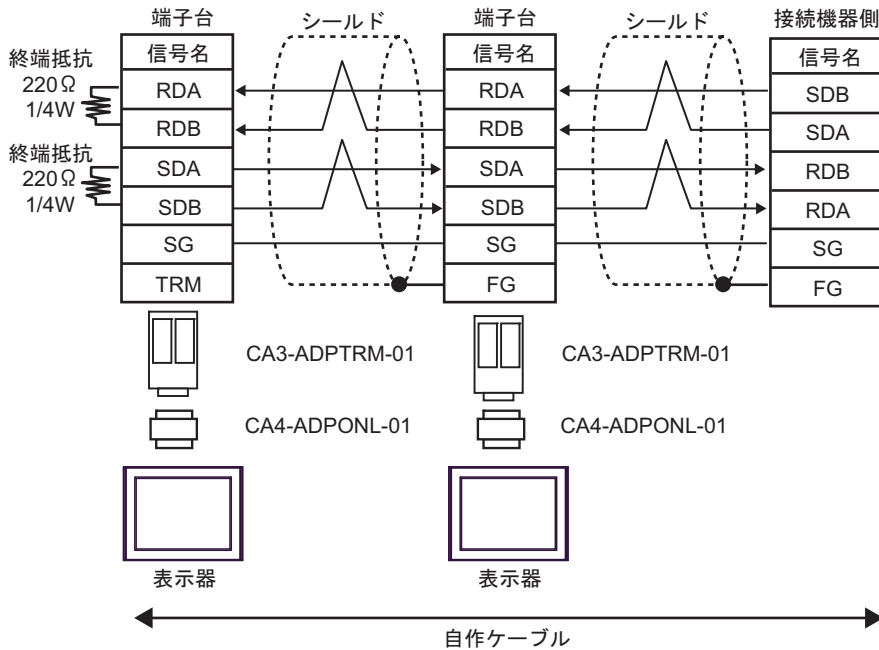 端子台
シールド
端子台
シールド
接続機器側
終端抵抗
220Ω
1/4W
終端抵抗
220Ω
1/4W
信号名
RDA
RDB
SDA
SDB
SG
TRM
信号名
RDA
RDB
SDA
SDB
SG
FG
信号名
SDB
SDA
RDB
RDA
SG
FG
CA3-ADPTRM-01
CA3-ADPTRM-01
CA4-ADPONL-01
CA4-ADPONL-01
表示器
表示器
自作ケーブル